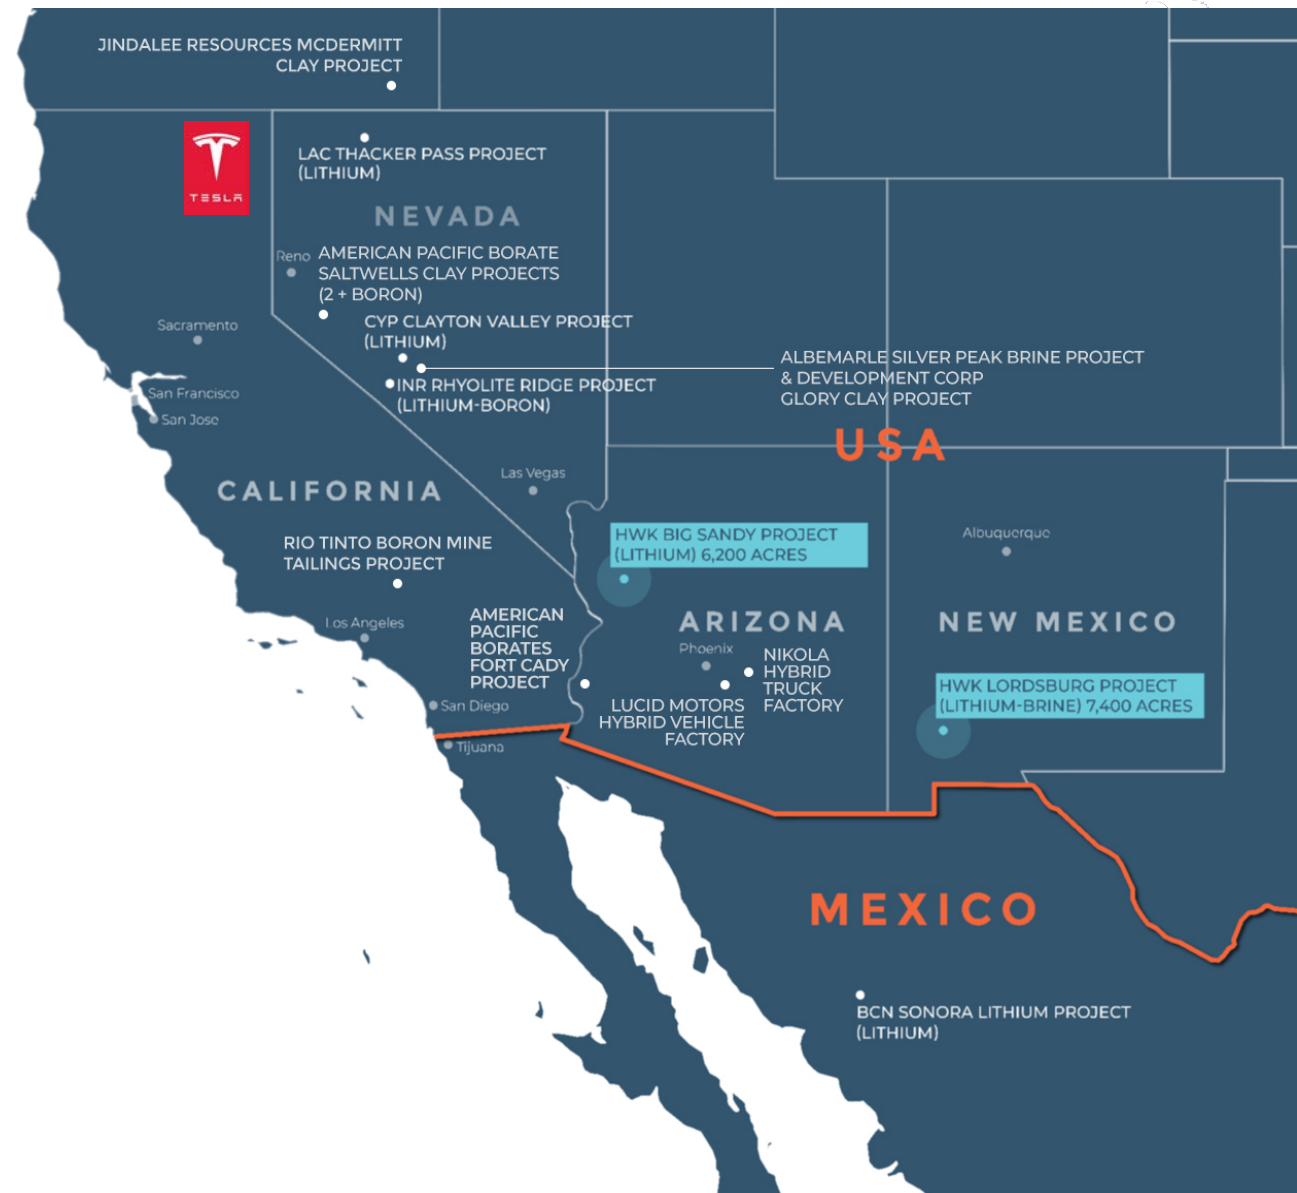 JINDALEE RESOURCES MCDERMITT
CLAY PROJECT
TESLA
LAC THACKER PASS PROJECT
(LITHIUM)
NEVADA
Reno
AMERICAN PACIFIC BORATE
SALTWELLS CLAY PROJECTS
(2 + BORON)
Sacramento
CYP CLAYTON VALLEY PROJECT
(LITHIUM)
ALBEMARLE SILVER PEAK BRINE PROJECT
& DEVELOPMENT CORP
GLORY CLAY PROJECT
INR RHYOLITE RIDGE PROJECT
(LITHIUM-BORON)
San Francisco
San Jose
USA
Las Vegas
CALIFORNIA
HWK BIG SANDY PROJECT
(LITHIUM) 6,200 ACRES
Albuquerque
RIO TINTO BORON MINE
TAILINGS PROJECT
Los Angeles
AMERICAN
PACIFIC
BORATES
FORT CADY
PROJECT
ARIZONA
NEW MEXICO
Phoenix
NIKOLA
HYBRID
TRUCK
FACTORY
LUCID MOTORS
HYBRID VEHICLE
FACTORY
HWK LORDSBURG PROJECT
(LITHIUM-BRINE) 7,400 ACRES
San Diego
Tijuana
MEXICO
BCN SONORA LITHIUM PROJECT
(LITHIUM)